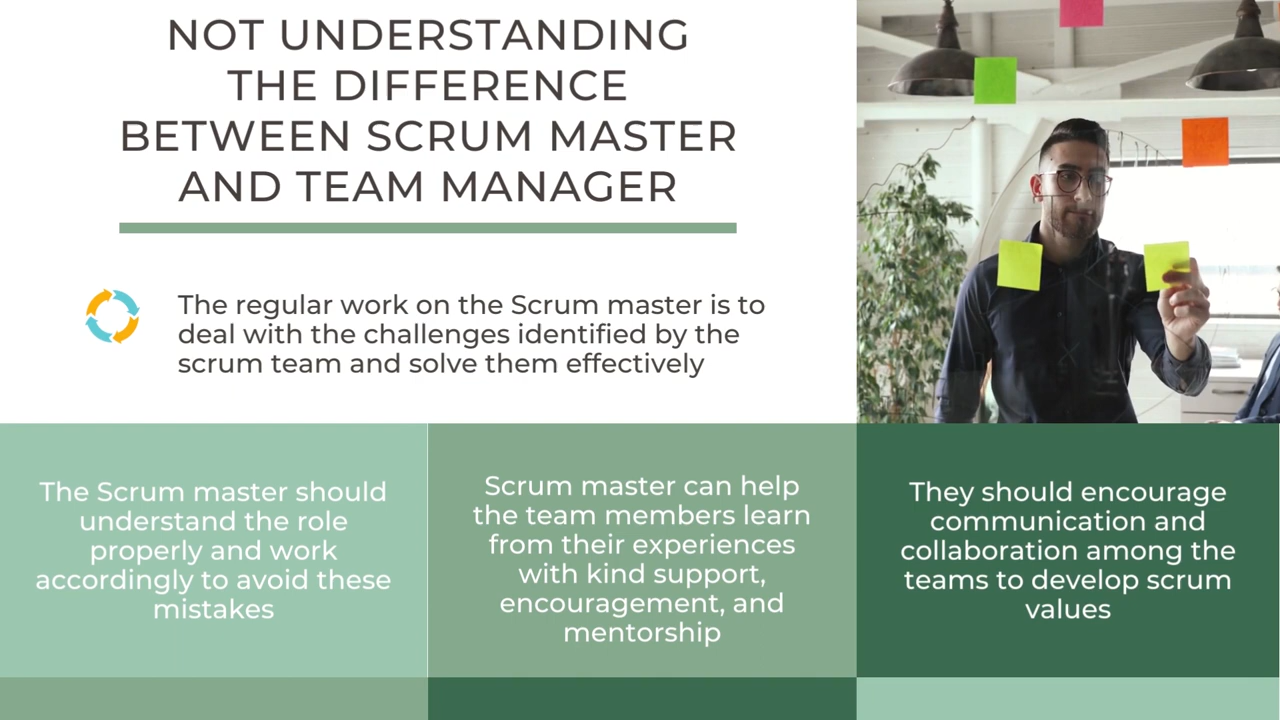 NOT UNDERSTANDING
THE DIFFERENCE
BETWEEN SCRUM MASTER
AND TEAM MANAGER
The regular work on the Scrum master is to
deal with the challenges identified by the
scrum team and solve them effectively
The Scrum master should
understand the role
properly and work
accordingly to avoid these
mistakes
Scrum master can help
the team members learn
from their experiences
with kind support,
encouragement, and
mentorship
They should encourage
communication and
collaboration among the
teams to develop scrum
values